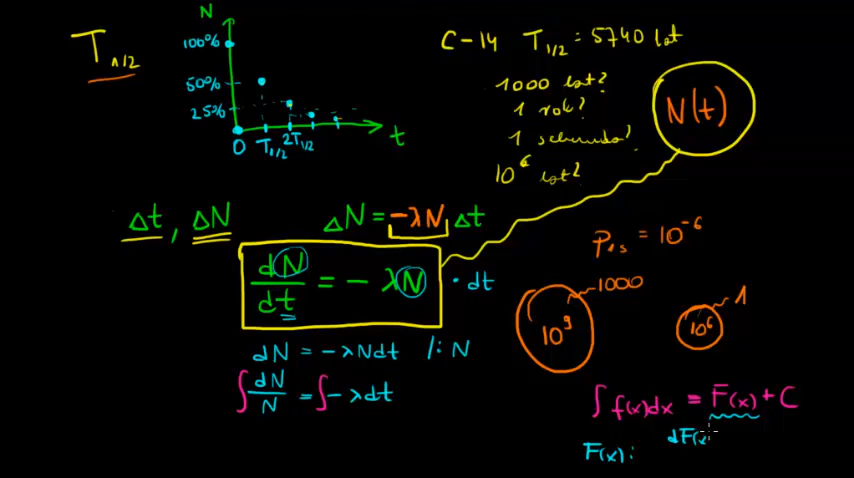 T₁/₂
N
100%
50%
25%
0 T₁/₂ 2T₁/₂ t
C-14 T₁/₂ = 5740 lat
1000 lat?
1 rok?
1 sekunda?
10⁶ lat?
N(t)
Δt, ΔN ΔN = -λN Δt
dN/dt = - λN · dt
dN = -λNdt /: N
∫ dN/N = ∫ -λdt
P₁s = 10⁻⁶
10⁹ 1000
10⁶ 1
∫ f(x)dx = F(x) + C
F(x): dF(x